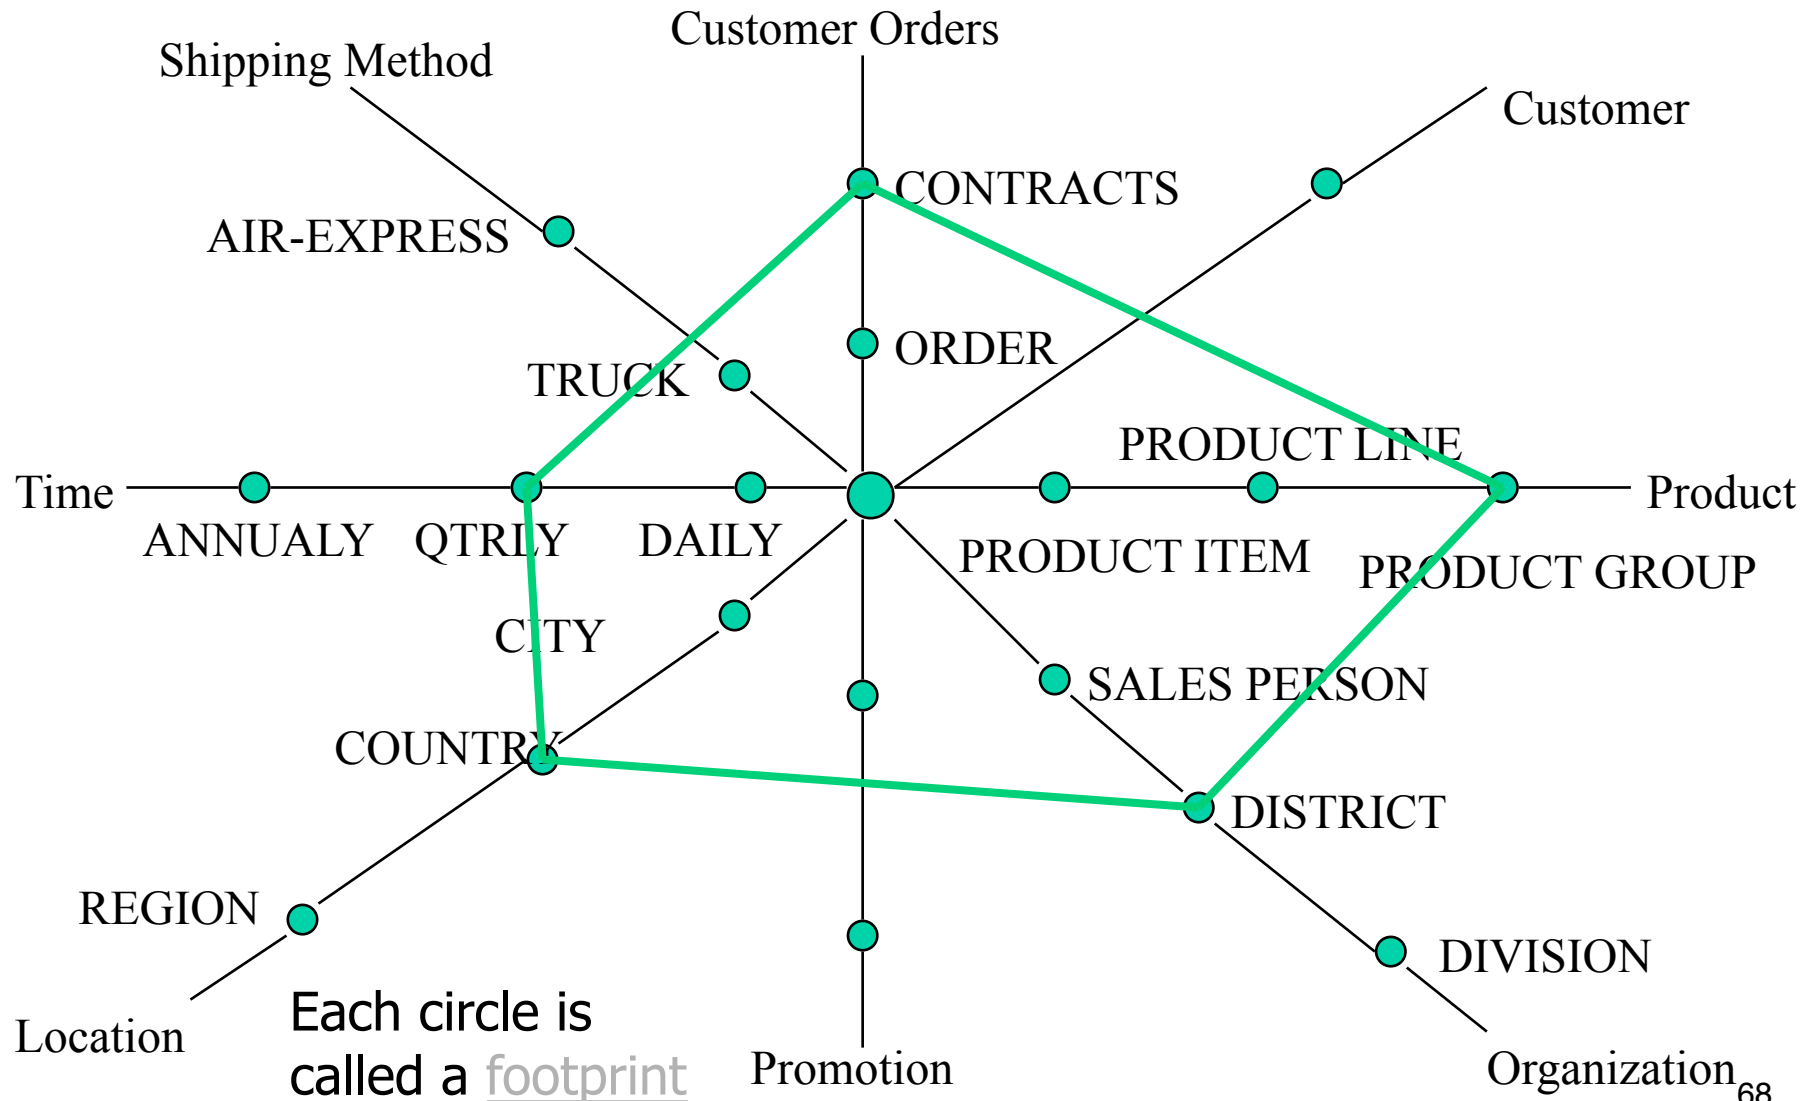 Customer Orders
Shipping Method
Customer
CONTRACTS
AIR-EXPRESS
ORDER
TRUCK
PRODUCT LINE
Time
Product
ANNUALY
QTRLY
DAILY
PRODUCT ITEM
PRODUCT GROUP
CITY
SALES PERSON
COUNTRY
DISTRICT
REGION
DIVISION
Location
Each circle is
called a footprint
Promotion
Organization
68